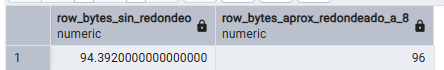 row_bytes_sin_redondeo row_bytes_aprox_redondeado_a_8
numeric numeric
1 94.3920000000000000 96